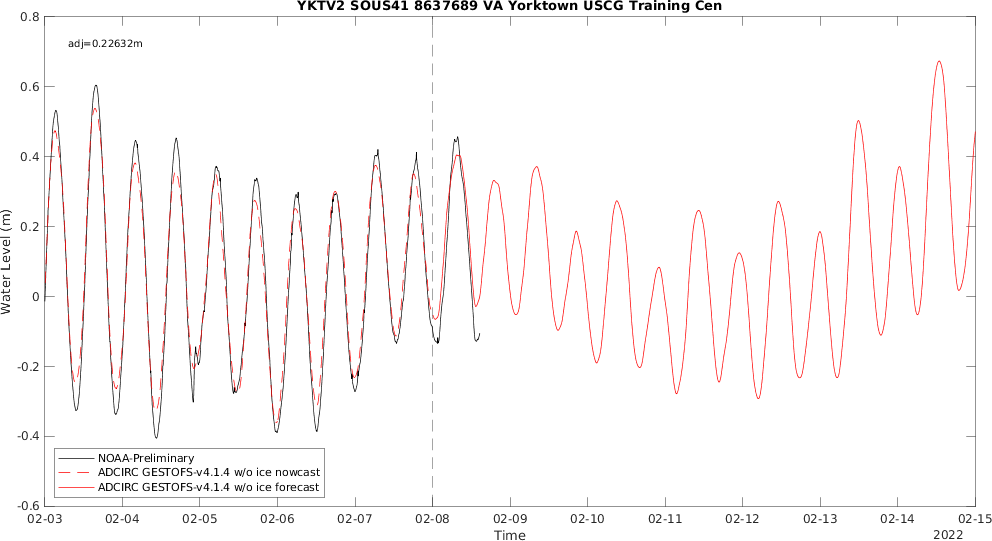 YKTV2 SOUS41 8637689 VA Yorktown USCG Training Cen
adj=0.22632m
0.8
0.6
0.4
0.2
0
-0.2
-0.4
-0.6
Water Level (m)
NOAA-Preliminary
ADCIRC GESTOFS-v4.1.4 w/o ice nowcast
ADCIRC GESTOFS-v4.1.4 w/o ice forecast
02-03 02-04 02-05 02-06 02-07 02-08 02-09 02-10 02-11 02-12 02-13 02-14 02-15
Time
2022